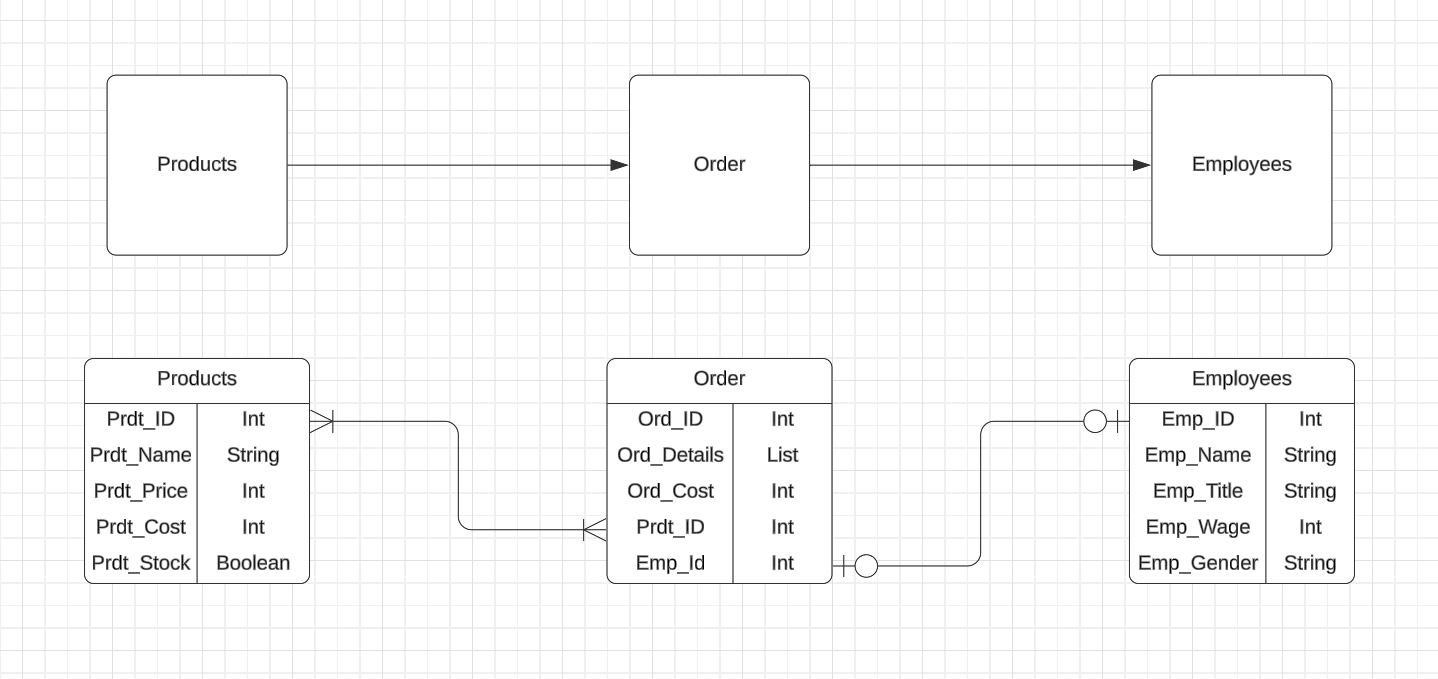 Products
Order
Employees
Products
Prdt_ID Int
Prdt_Name String
Prdt_Price Int
Prdt_Cost Int
Prdt_Stock Boolean
Order
Ord_ID Int
Ord_Details List
Ord_Cost Int
Prdt_ID Int
Emp_Id Int
Employees
Emp_ID Int
Emp_Name String
Emp_Title String
Emp_Wage Int
Emp_Gender String